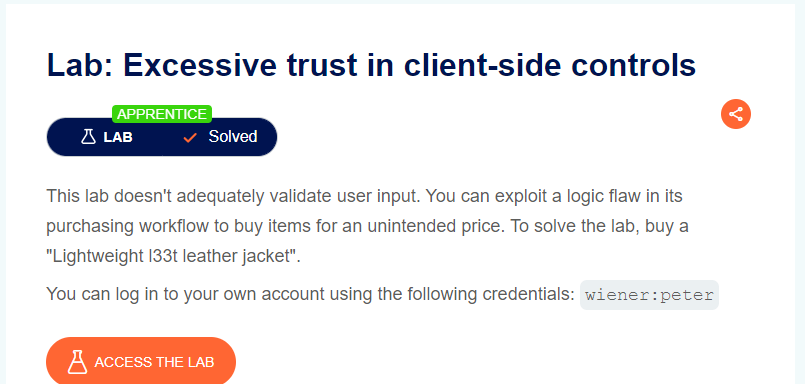 Lab: Excessive trust in client-side controls
APPRENTICE
LAB Solved
This lab doesn't adequately validate user input. You can exploit a logic flaw in its
purchasing workflow to buy items for an unintended price. To solve the lab, buy a
"Lightweight l33t leather jacket".
You can log in to your own account using the following credentials: wiener:peter
ACCESS THE LAB